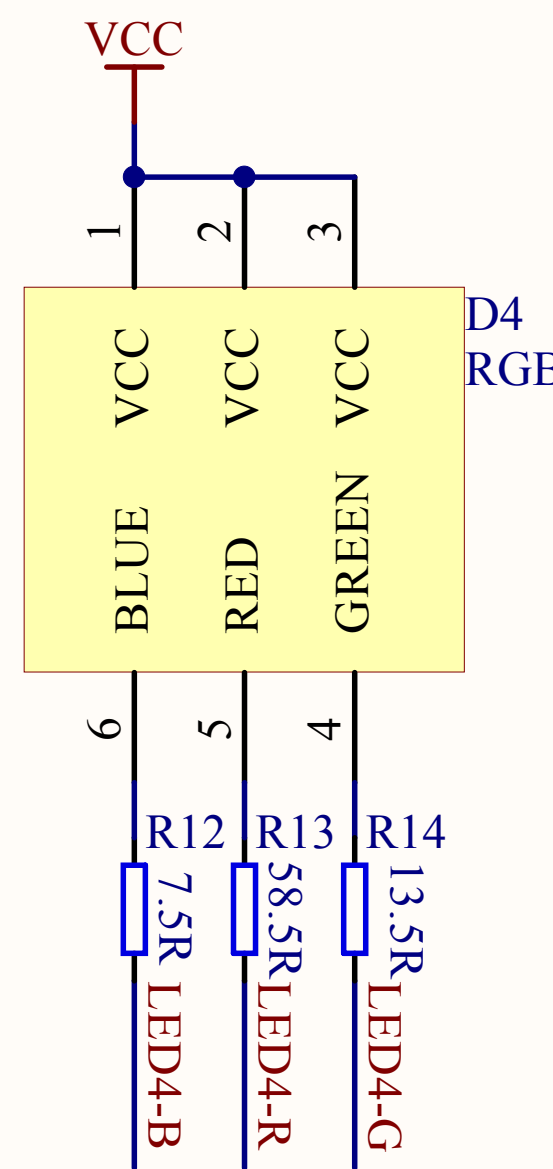 VCC
1
2
3
D4
RGB
VCC
VCC
VCC
BLUE
RED
GREEN
6
5
4
R12
R13
R14
7.5R
58.5R
13.5R
LED4-B
LED4-R
LED4-G